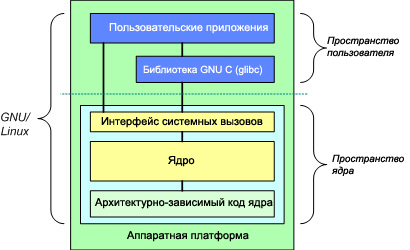 Пользовательские приложения
Библиотека GNU C (glibc)
Пространство
пользователя
GNU/
Linux
Интерфейс системных вызовов
Ядро
Архитектурно-зависимый код ядра
Пространство
ядра
Аппаратная платформа